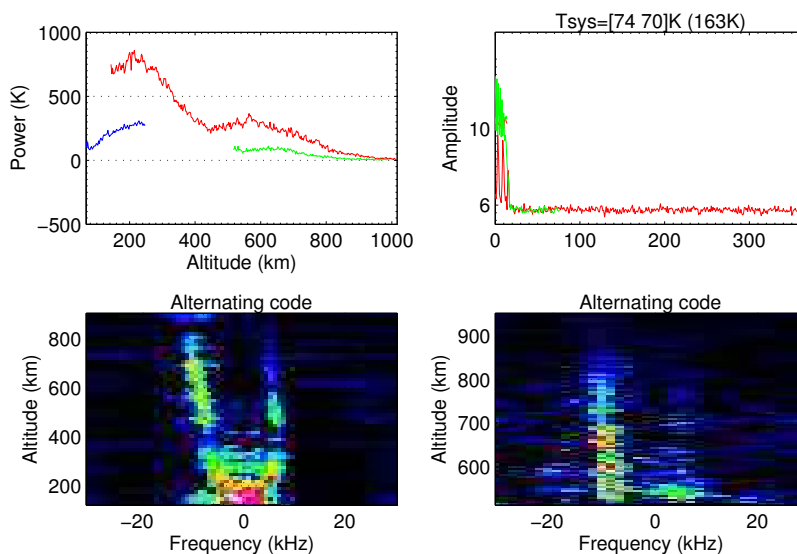 1000
500
0
−500
Power (K)
200 400 600 800 1000
Altitude (km)
Tsys=[74 70]K (163K)
10
6
Amplitude
0 100 200 300
Alternating code
800
600
400
200
Altitude (km)
−20 0 20
Frequency (kHz)
Alternating code
900
800
700
600
Altitude (km)
−20 0 20
Frequency (kHz)